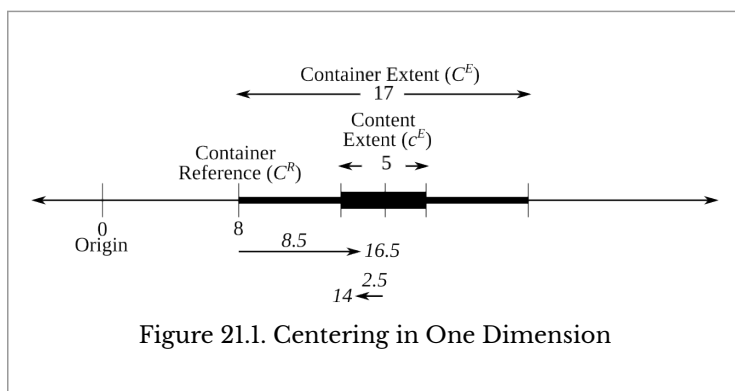 Container Extent (C^E)
17
Content
Extent (c^E)
5
Container
Reference (C^R)
0
Origin
8
8.5
16.5
2.5
14
Figure 21.1. Centering in One Dimension